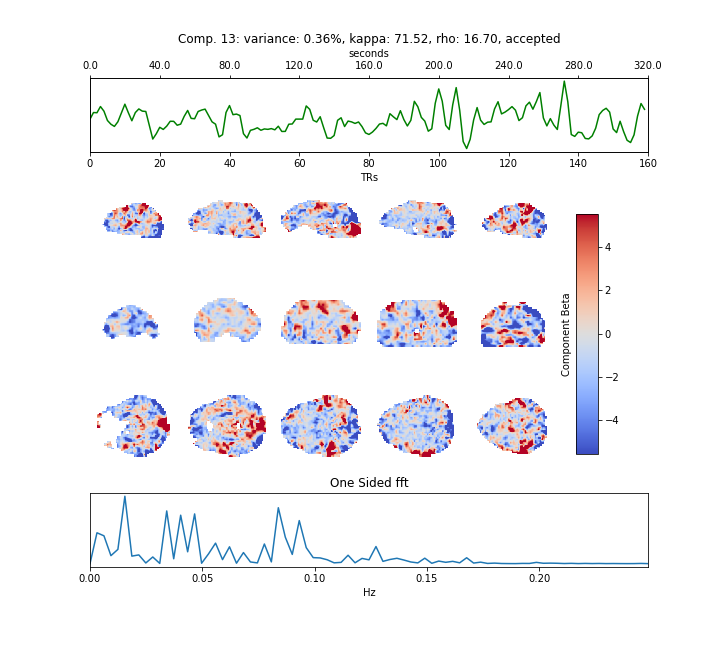 Comp. 13: variance: 0.36%, kappa: 71.52, rho: 16.70, accepted
seconds
0.0 40.0 80.0 120.0 160.0 200.0 240.0 280.0 320.0
0 20 40 60 80 100 120 140 160
TRs
4
2
0
−2
−4
Component Beta
One Sided fft
0.00 0.05 0.10 0.15 0.20
Hz